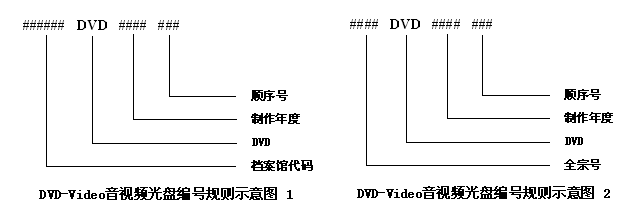 ###### DVD #### ###
顺序号
制作年度
DVD
档案馆代码
DVD-Video音视频光盘编号规则示意图 1
#### DVD #### ###
顺序号
制作年度
DVD
全宗号
DVD-Video音视频光盘编号规则示意图 2